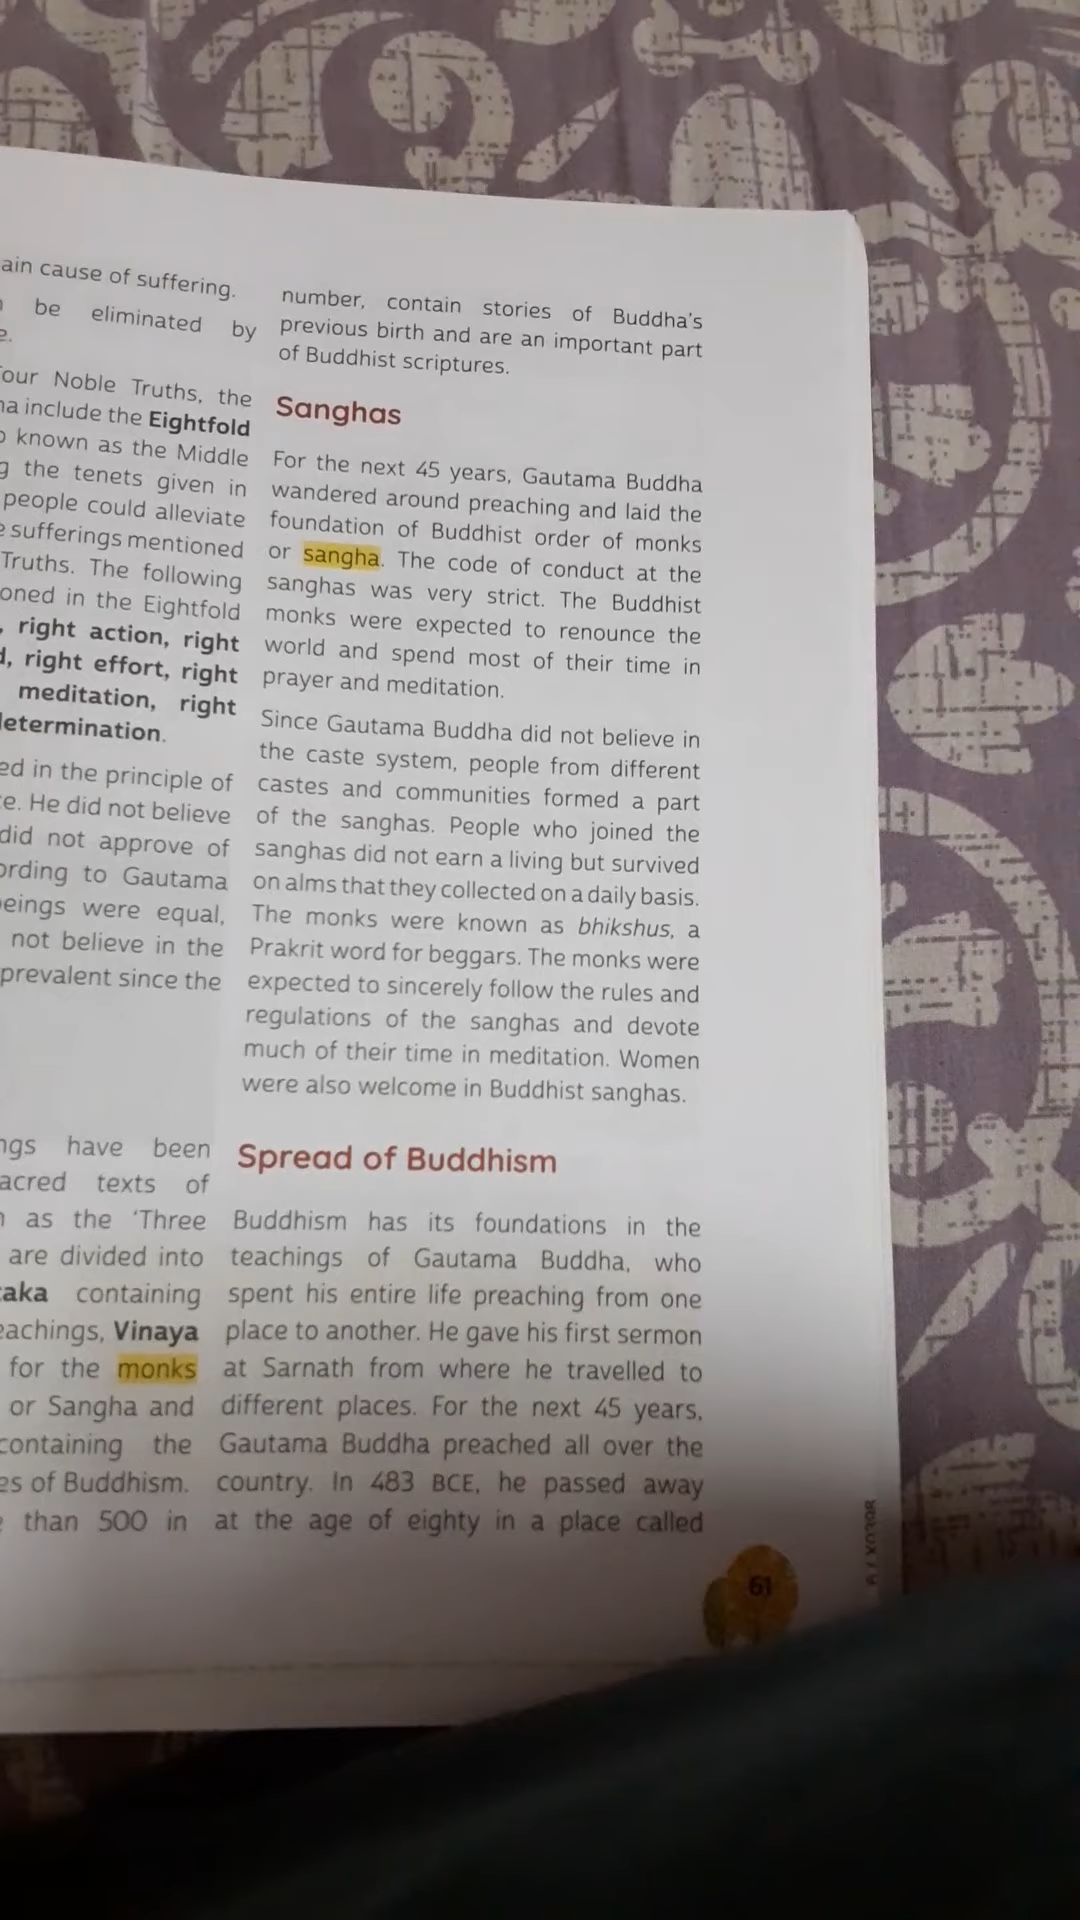 ain cause of suffering.
be eliminated by
e.
our Noble Truths, the
na include the Eightfold
known as the Middle
g the tenets given in
people could alleviate
e sufferings mentioned
Truths. The following
oned in the Eightfold
, right action, right
d, right effort, right
meditation, right
determination.
ed in the principle of
ce. He did not believe
did not approve of
ording to Gautama
beings were equal,
not believe in the
prevalent since the
ngs have been
acred texts of
n as the 'Three
are divided into
taka containing
eachings, Vinaya
for the monks
or Sangha and
containing the
es of Buddhism.
e than 500 in
number, contain stories of Buddha's
previous birth and are an important part
of Buddhist scriptures.
Sanghas
For the next 45 years, Gautama Buddha
wandered around preaching and laid the
foundation of Buddhist order of monks
or sangha. The code of conduct at the
sanghas was very strict. The Buddhist
monks were expected to renounce the
world and spend most of their time in
prayer and meditation.
Since Gautama Buddha did not believe in
the caste system, people from different
castes and communities formed a part
of the sanghas. People who joined the
sanghas did not earn a living but survived
on alms that they collected on a daily basis.
The monks were known as bhikshus, a
Prakrit word for beggars. The monks were
expected to sincerely follow the rules and
regulations of the sanghas and devote
much of their time in meditation. Women
were also welcome in Buddhist sanghas.
Spread of Buddhism
Buddhism has its foundations in the
teachings of Gautama Buddha, who
spent his entire life preaching from one
place to another. He gave his first sermon
at Sarnath from where he travelled to
different places. For the next 45 years,
Gautama Buddha preached all over the
country. In 483 BCE, he passed away
at the age of eighty in a place called
61